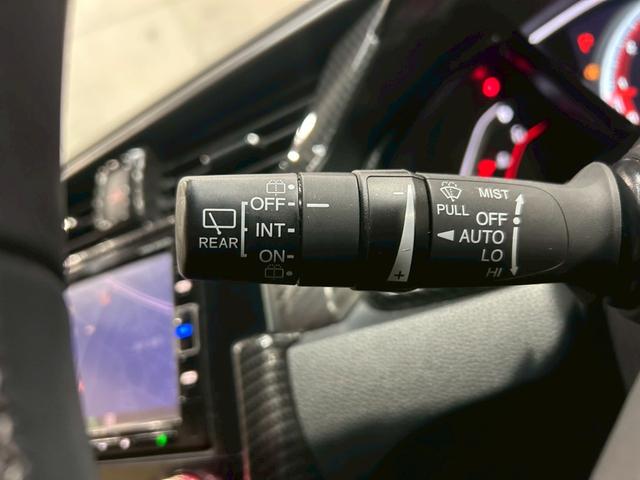 OFF
INT
ON
REAR
− 
+
MIST
PULL
OFF
AUTO
LO
HI